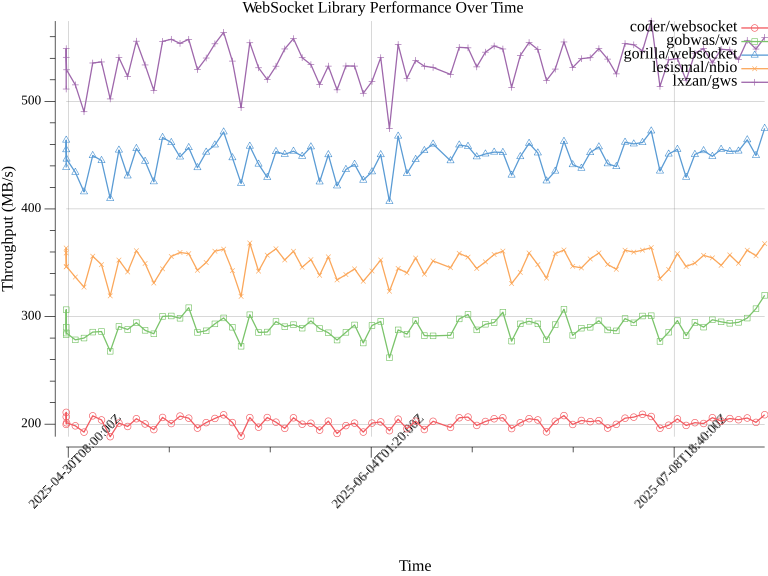 WebSocket Library Performance Over Time
coder/websocket
gobwas/ws
gorilla/websocket
lesismal/nbio
lxzan/gws
Throughput (MB/s)
500
400
300
200
2025-04-30T08:00:00Z
2025-06-04T01:20:00Z
2025-07-08T18:40:00Z
Time